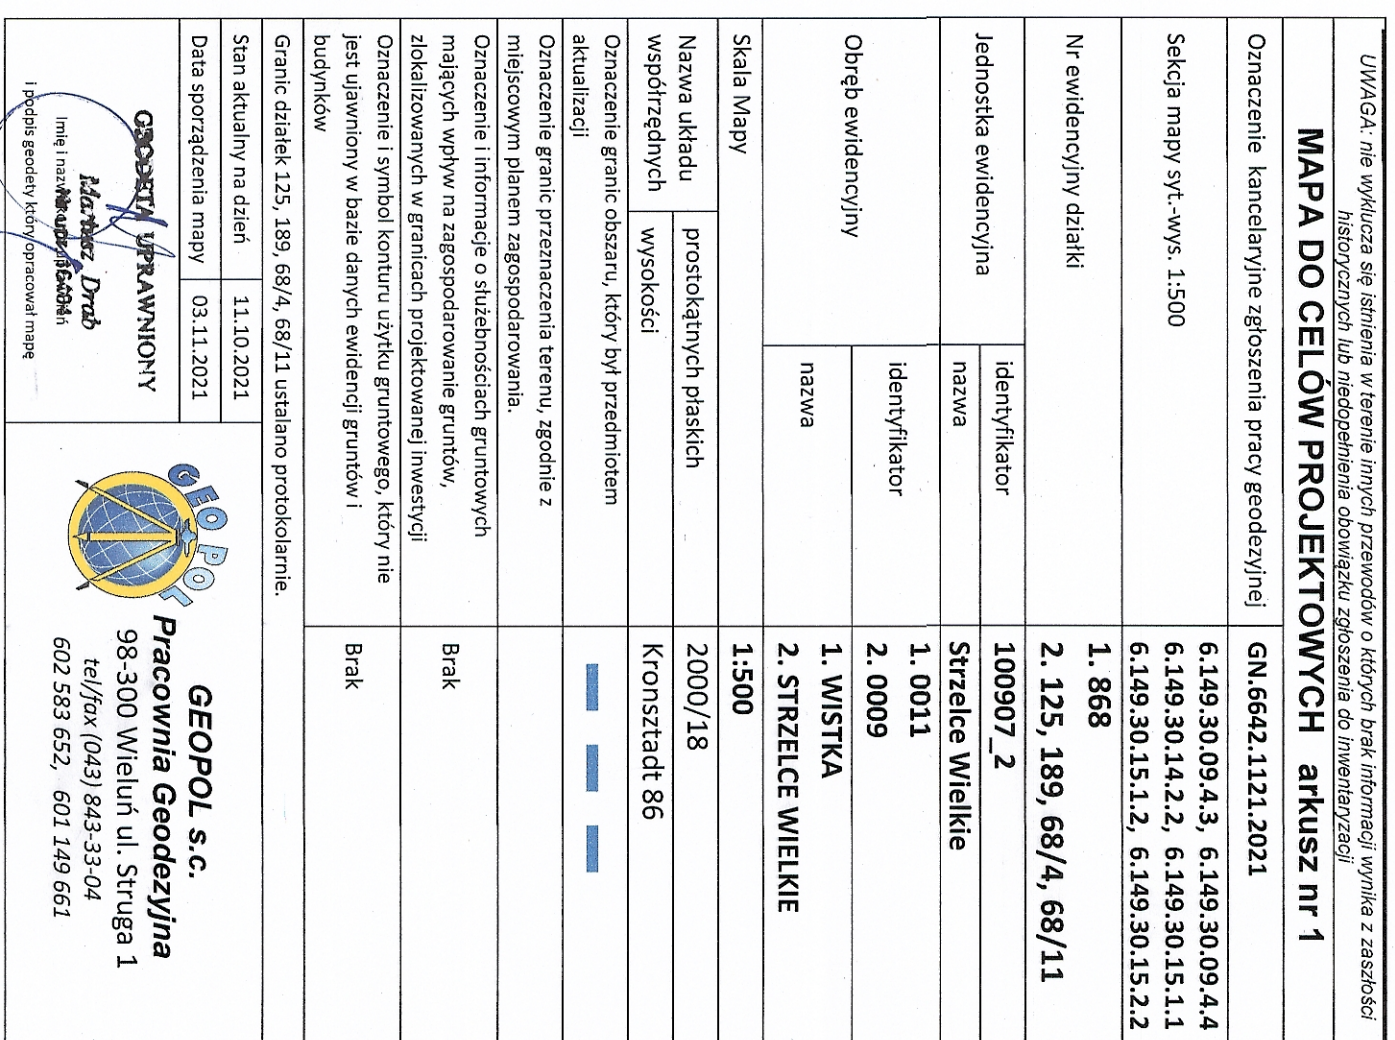 UWAGA: nie wyklucza się istnienia w terenie innych przewodów o których brak informacji wynika z zaszłości
historycznych lub niedopełnienia obowiązku zgłoszenia do inwentaryzacji
MAPA DO CELÓW PROJEKTOWYCH arkusz nr 1
Oznaczenie kancelaryjne zgłoszenia pracy geodezyjnej
GN.6642.1121.2021
Sekcja mapy syt.-wys. 1:500
6.149.30.09.4.3, 6.149.30.09.4.4
6.149.30.14.2.2, 6.149.30.15.1.1
6.149.30.15.1.2, 6.149.30.15.2.2
Nr ewidencyjny działki
1. 868
2. 125, 189, 68/4, 68/11
Jednostka ewidencyjna
identyfikator
100907_2
nazwa
Strzelce Wielkie
Obręb ewidencyjny
identyfikator
1. 0011
2. 0009
nazwa
1. WISTKA
2. STRZELCE WIELKIE
Skala Mapy
1:500
Nazwa układu
współrzędnych
prostokątnych płaskich
2000/18
wysokości
Kronsztadt 86
Oznaczenie granic obszaru, który był przedmiotem
aktualizacji
Oznaczenie granic przeznaczenia terenu, zgodnie z
miejscowym planem zagospodarowania.
Oznaczenie i informacje o służebnościach gruntowych
mających wpływ na zagospodarowanie gruntów,
zlokalizowanych w granicach projektowanej inwestycji
Brak
Oznaczenie i symbol konturu użytku gruntowego, który nie
jest ujawniony w bazie danych ewidencji gruntów i
budynków
Brak
Granic działek 125, 189, 68/4, 68/11 ustalano protokolarnie.
Stan aktualny na dzień
11.10.2021
Data sporządzenia mapy
03.11.2021
GEODETA UPRAWNIONY
Mariusz Drab
Imię i
i podpis geodety który opracował mapę
GEO POL
GEOPOL s.c.
Pracownia Geodezyjna
98-300 Wieluń ul. Struga 1
tel/fax (043) 843-33-04
602 583 652, 601 149 661